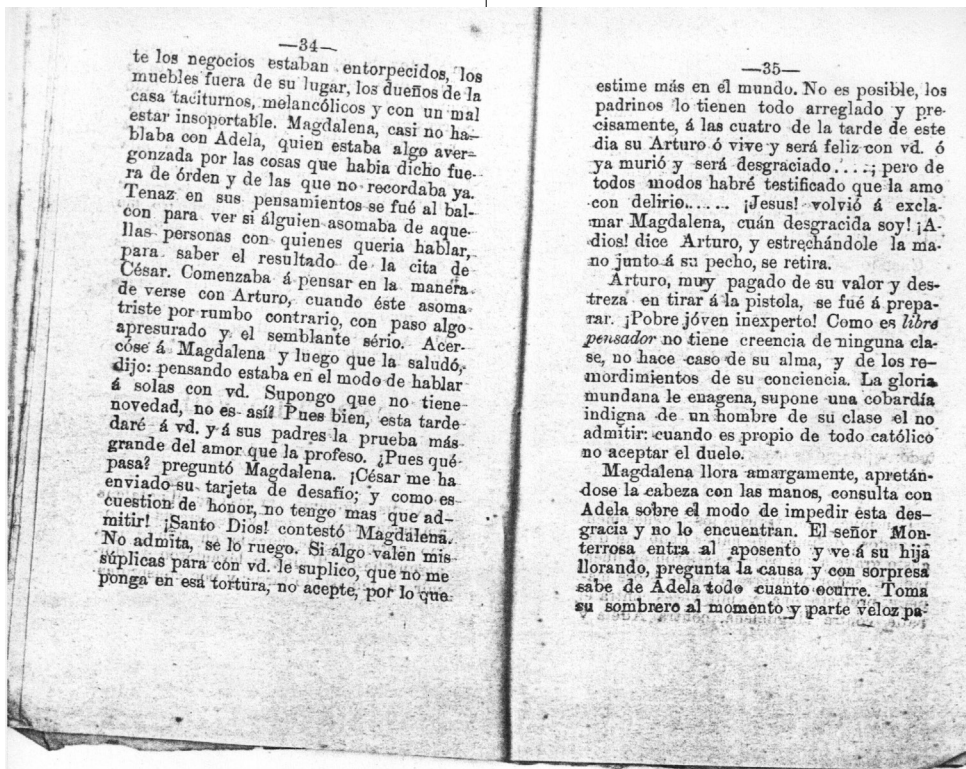 —34—
te los negocios estaban entorpecidos, los
muebles fuera de su lugar, los dueños de la
casa taciturnos, melancólicos y con un mal
estar insoportable. Magdalena, casi no ha-
blaba con Adela, quien estaba algo aver-
gonzada por las cosas que habia dicho fue-
ra de órden y de las que no recordaba ya.
Tenaz en sus pensamientos se fué al bal-
con para ver si álguien asomaba de aque-
llas personas con quienes queria hablar,
para saber el resultado de la cita de
César. Comenzaba á pensar en la manera
de verse con Arturo, cuando éste asoma
triste por rumbo contrario, con paso algo
apresurado y el semblante sério. Acer-
cóse á Magdalena y luego que la saludó,
dijo: pensando estaba en el modo de hablar
á solas con vd. Supongo que no tiene
novedad, no es así? Pues bien, esta tarde
daré á vd. y á sus padres la prueba más
grande del amor que la profeso. ¿Pues qué
pasa? preguntó Magdalena. ¡César me ha
enviado su tarjeta de desafío; y como es
cuestion de honor, no tengo mas que ad-
mitir! ¡Santo Dios! contestó Magdalena.
No admita, se lo ruego. Si algo valen mis
súplicas para con vd. le suplico, que no me
ponga en esa tortura, no acepte, por lo que
—35—
estime más en el mundo. No es posible, los
padrinos lo tienen todo arreglado y pre-
cisamente, á las cuatro de la tarde de este
dia su Arturo ó vive y será feliz con vd. ó
ya murió y será desgraciado....; pero de
todos modos habré testificado que la amo
con delirio...... ¡Jesus! volvió á excla-
mar Magdalena, cuán desgracida soy! ¡A-
dios! dice Arturo, y estrechándole la ma-
no junto á su pecho, se retira.
Arturo, muy pagado de su valor y des-
treza en tirar á la pistola, se fué á prepa-
rar. ¡Pobre jóven inexperto! Como es libre
pensador no tiene creencia de ninguna cla-
se, no hace caso de su alma, y de los re-
mordimientos de su conciencia. La gloria
mundana le enagena, supone una cobardía
indigna de un hombre de su clase el no
admitir: cuando es propio de todo católico
no aceptar el duelo.
Magdalena llora amargamente, apretán-
dose la cabeza con las manos, consulta con
Adela sobre el modo de impedir esta des-
gracia y no lo encuentran. El señor Mon-
terrosa entra al aposento y ve á su hija
llorando, pregunta la causa y con sorpresa
sabe de Adela todo cuanto ocurre. Toma
su sombrero al momento y parte veloz pa-